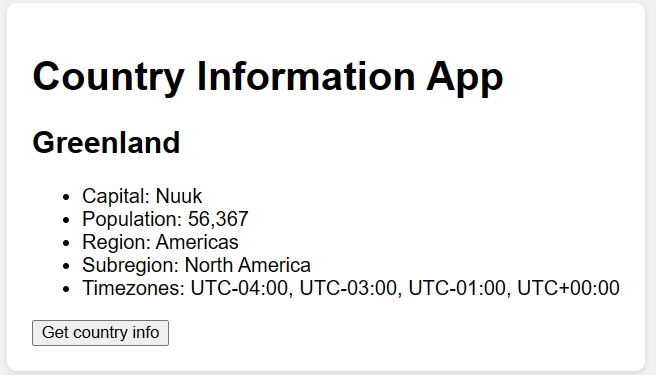 Country Information App
Greenland
• Capital: Nuuk
• Population: 56,367
• Region: Americas
• Subregion: North America
• Timezones: UTC-04:00, UTC-03:00, UTC-01:00, UTC+00:00
Get country info